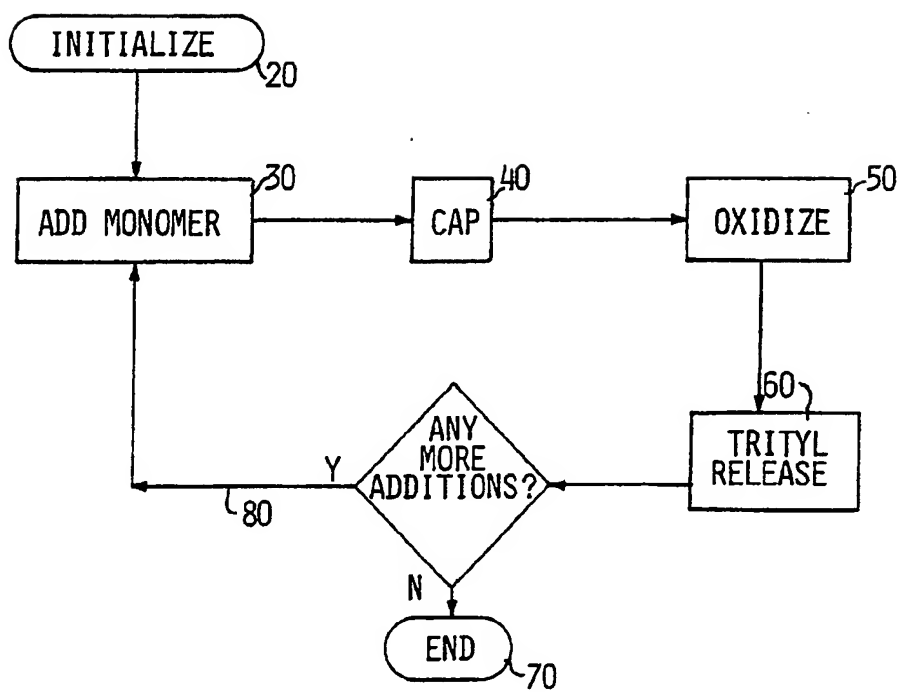 INITIALIZE
20
30
ADD MONOMER
40
CAP
50
OXIDIZE
60
TRITYL
RELEASE
ANY
MORE
ADDITIONS?
Y
80
N
END
70